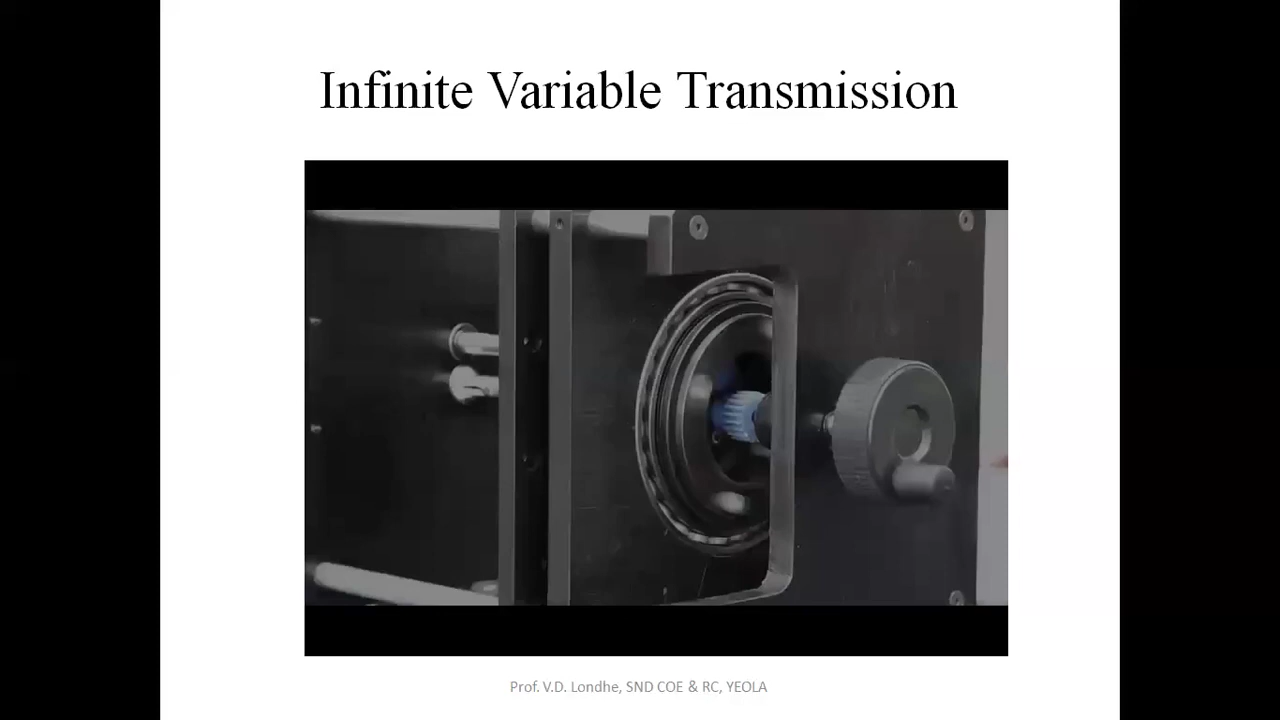 Infinite Variable Transmission
Prof. V.D. Londhe, SND COE & RC, YEOLA